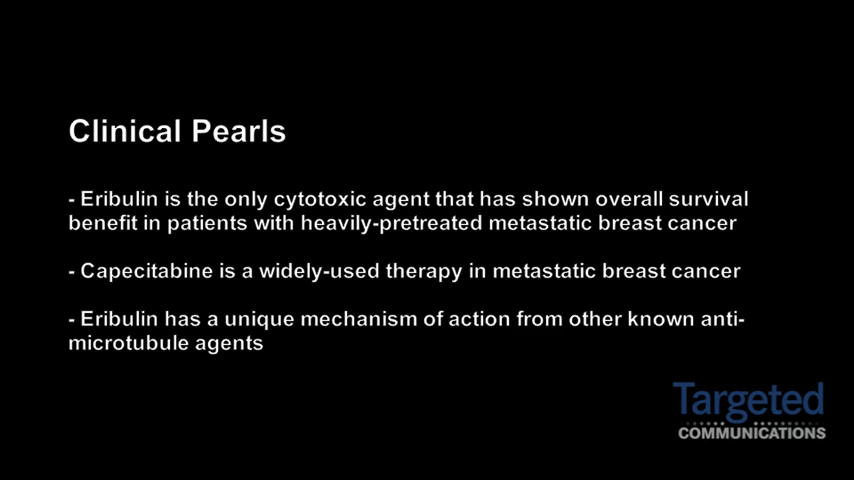 Clinical Pearls
- Eribulin is the only cytotoxic agent that has shown overall survival
benefit in patients with heavily-pretreated metastatic breast cancer
- Capecitabine is a widely-used therapy in metastatic breast cancer
- Eribulin has a unique mechanism of action from other known anti-
microtubule agents
Targeted
COMMUNICATIONS